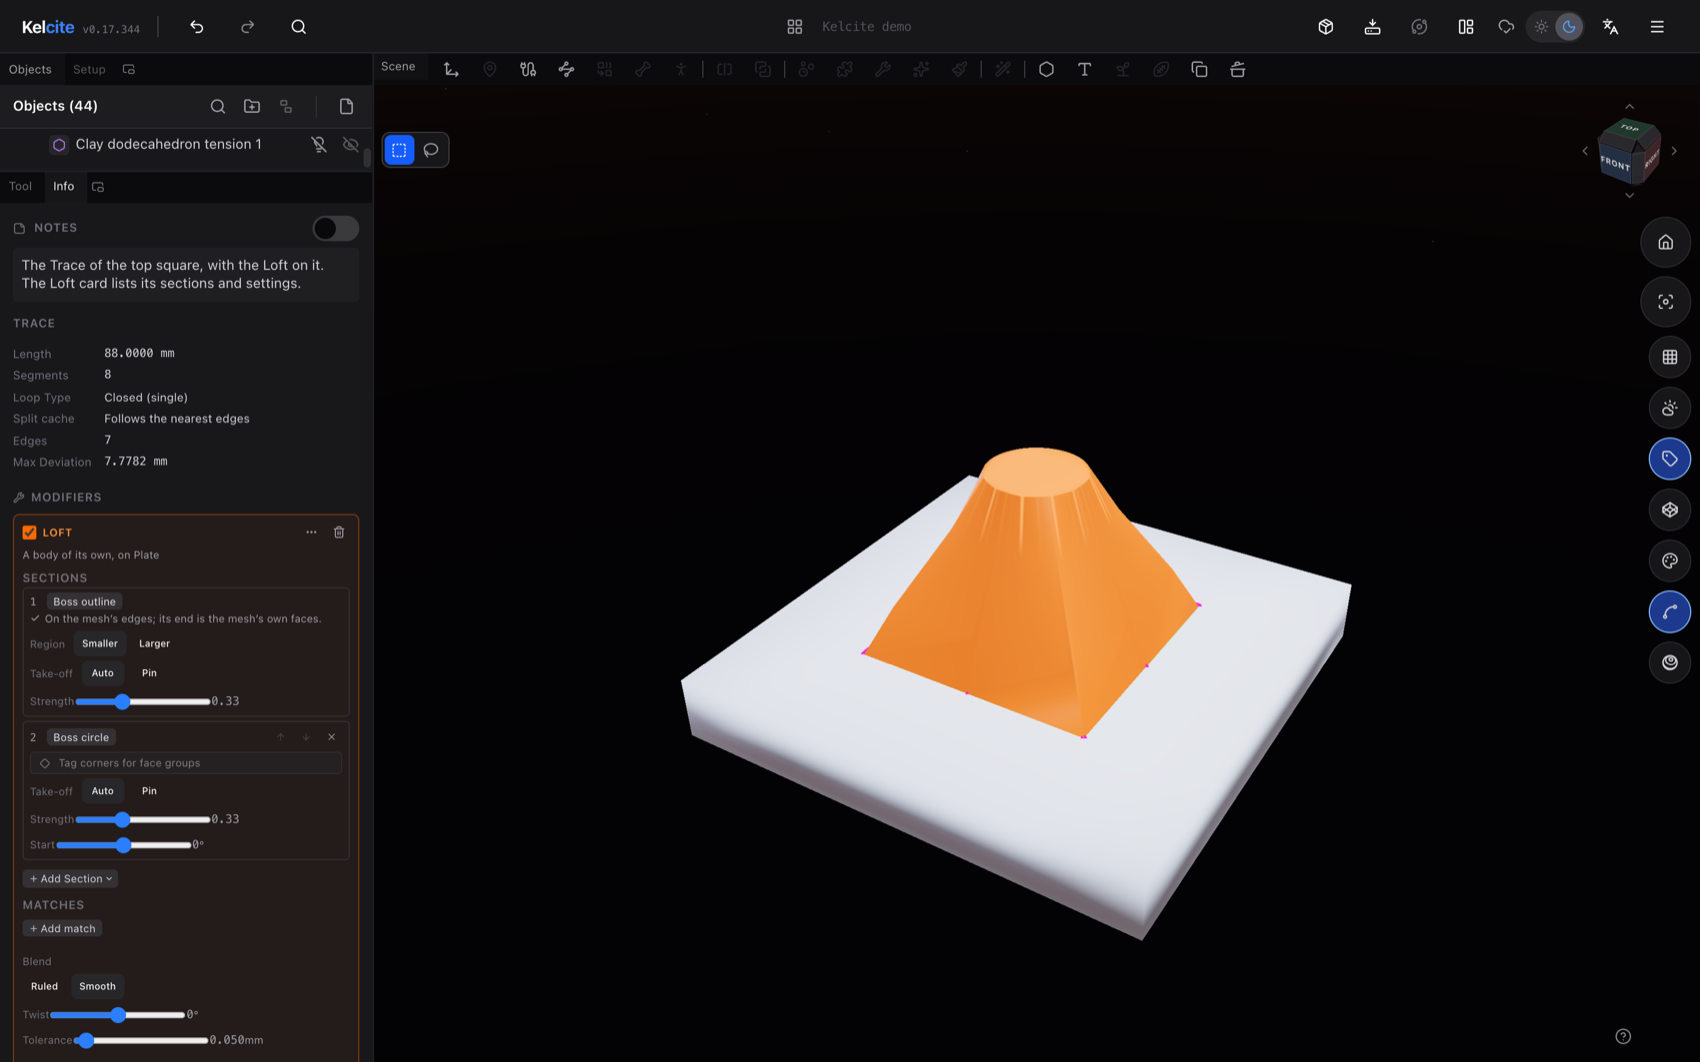 Kelcite v0.17.344
Kelcite demo
Objects
Setup
Scene
Objects (44)
Clay dodecahedron tension 1
Tool
Info
NOTES
The Trace of the top square, with the Loft on it.
The Loft card lists its sections and settings.
TRACE
Length 88.0000 mm
Segments 8
Loop Type Closed (single)
Split cache Follows the nearest edges
Edges 7
Max Deviation 7.7782 mm
MODIFIERS
LOFT
A body of its own, on Plate
SECTIONS
1 Boss outline
On the mesh's edges; its end is the mesh's own faces.
Region Smaller Larger
Take-off Auto Pin
Strength 0.33
2 Boss circle
Tag corners for face groups
Take-off Auto Pin
Strength 0.33
Start 0°
+ Add Section
MATCHES
+ Add match
Blend
Ruled Smooth
Twist 0°
Tolerance 0.050mm
TOP
FRONT
RIGHT